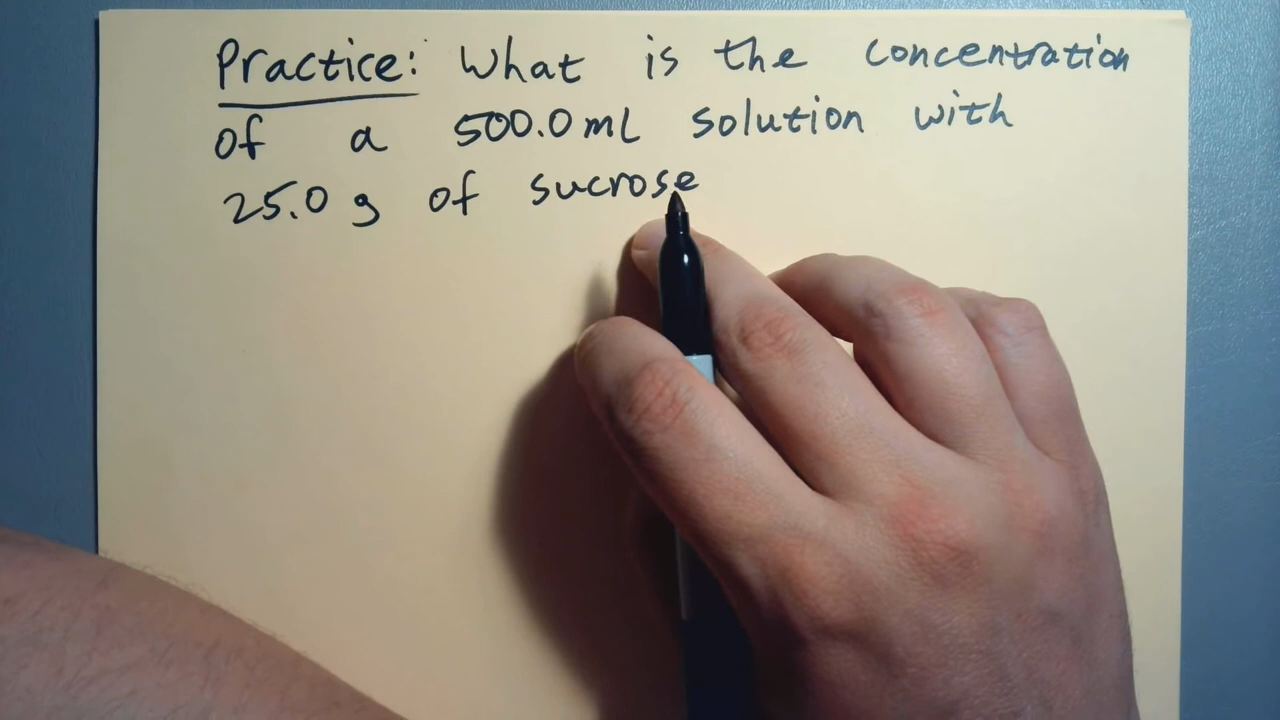 Practice: What is the concentration
of a 500.0 mL solution with
25.0 g of sucrose